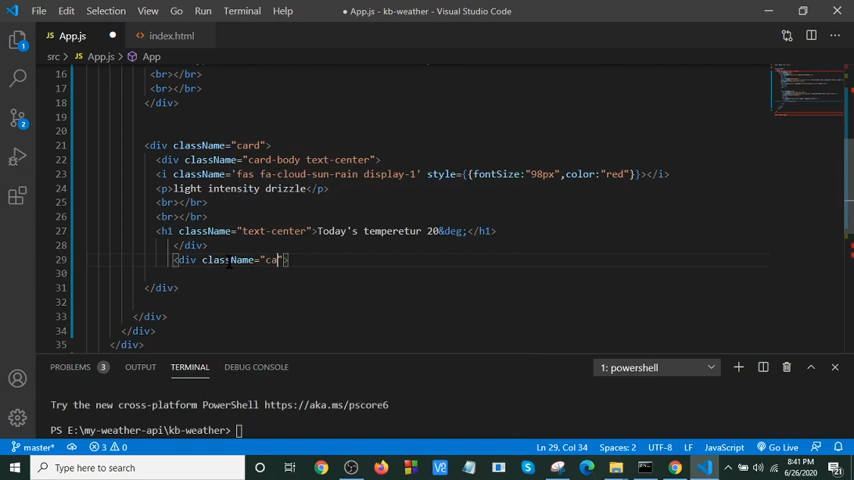 File Edit Selection View Go Run Terminal Help
● App.js - kb-weather - Visual Studio Code
App.js ● index.html
src > App.js > App
16 <br></br>
17 <br></br>
18 </div>
19
20
21 <div className="card">
22 <div className="card-body text-center">
23 <i className='fas fa-cloud-sun-rain display-1' style={{fontSize:"98px",color:"red"}}></i>
24 <p>light intensity drizzle</p>
25 <br></br>
26 <br></br>
27 <h1 className="text-center">Today's temperetur 20&deg;</h1>
28 </div>
29 <div className="ca">
30
31 </div>
32
33 </div>
34 </div>
35 </div>
PROBLEMS 3 OUTPUT TERMINAL DEBUG CONSOLE 1: powershell
Try the new cross-platform PowerShell https://aka.ms/pscore6
PS E:\my-weather-api\kb-weather>
master* 3 0 Ln 29, Col 34 Spaces: 2 UTF-8 LF JavaScript Go Live
Type here to search
8:41 PM
6/26/2020
21